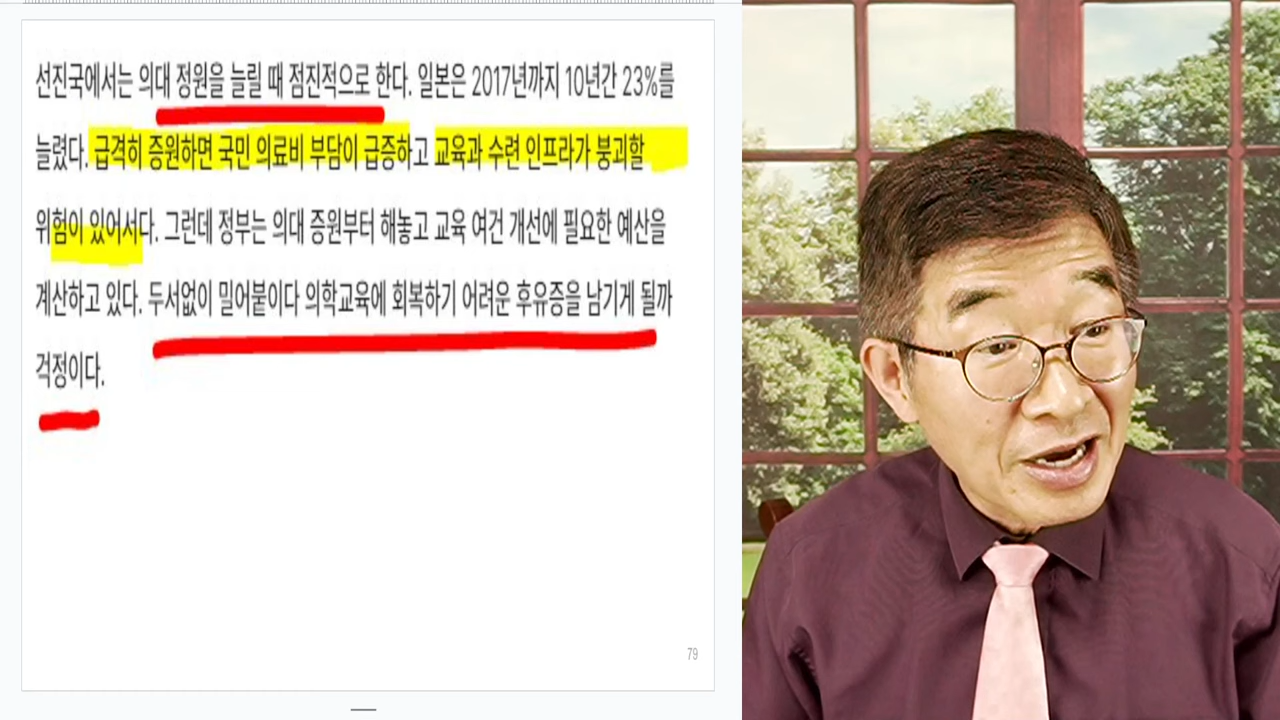 선진국에서는 의대 정원을 늘릴 때 점진적으로 한다. 일본은 2017년까지 10년간 23%를
늘렸다. 급격히 증원하면 국민 의료비 부담이 급증하고 교육과 수련 인프라가 붕괴할
위험이 있어서다. 그런데 정부는 의대 증원부터 해놓고 교육 여건 개선에 필요한 예산을
계산하고 있다. 두서없이 밀어붙이다 의학교육에 회복하기 어려운 후유증을 남기게 될까
걱정이다.
79